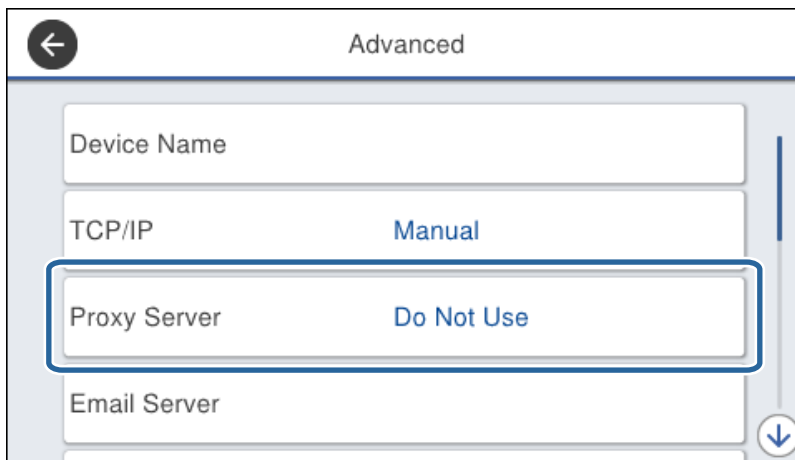 Advanced
Device Name
TCP/IP Manual
Proxy Server Do Not Use
Email Server